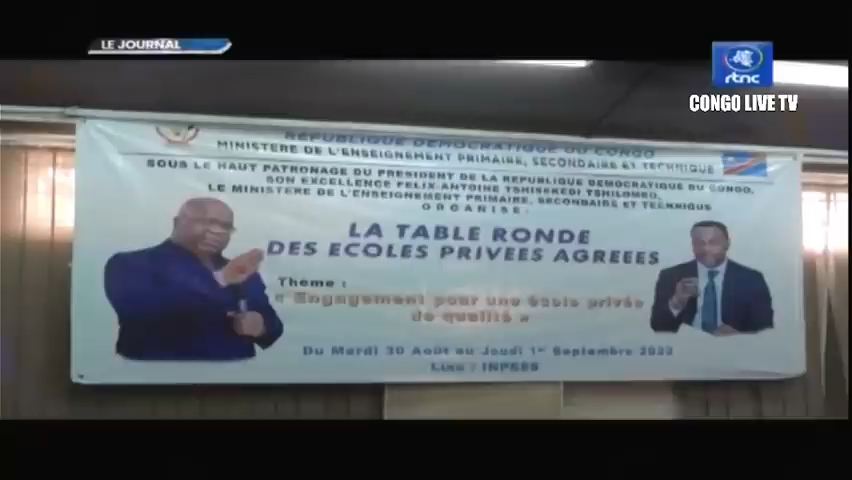 LE JOURNAL
rtnc
CONGO LIVE TV
REPUBLIQUE DEMOCRATIQUE DU CONGO
MINISTERE DE L'ENSEIGNEMENT PRIMAIRE, SECONDAIRE ET TECHNIQUE
SOUS LE HAUT PATRONAGE DU PRESIDENT DE LA REPUBLIQUE DEMOCRATIQUE DU CONGO,
SON EXCELLENCE FELIX-ANTOINE TSHISEKEDI TSHILOMBO,
LE MINISTERE DE L'ENSEIGNEMENT PRIMAIRE, SECONDAIRE ET TECHNIQUE
ORGANISE:
LA TABLE RONDE
DES ECOLES PRIVEES AGREEES
Thème :
« Engagement pour une école privée
de qualité »
Du Mardi 30 Août au Jeudi 1er Septembre 2022
Lieu :